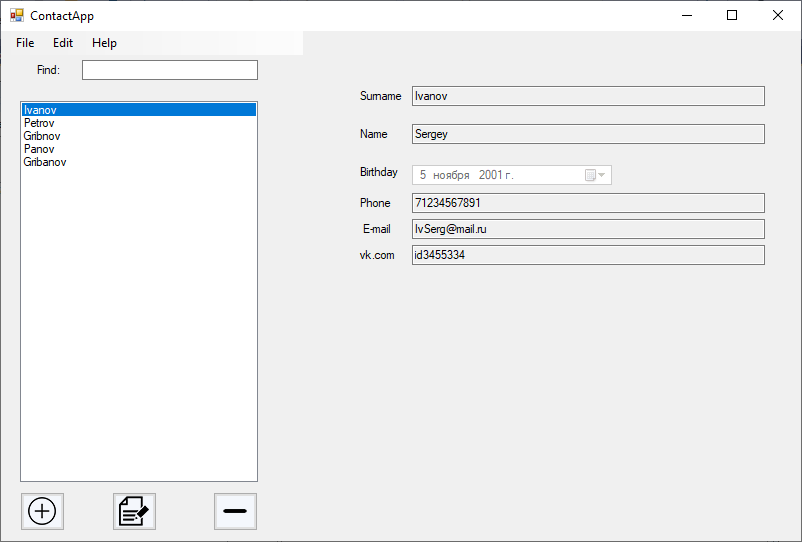 ContactApp
File Edit Help
Find:
Ivanov
Petrov
Gribnov
Panov
Gribanov
Surname Ivanov
Name Sergey
Birthday 5 ноября 2001 г.
Phone 71234567891
E-mail IvSerg@mail.ru
vk.com id3455334